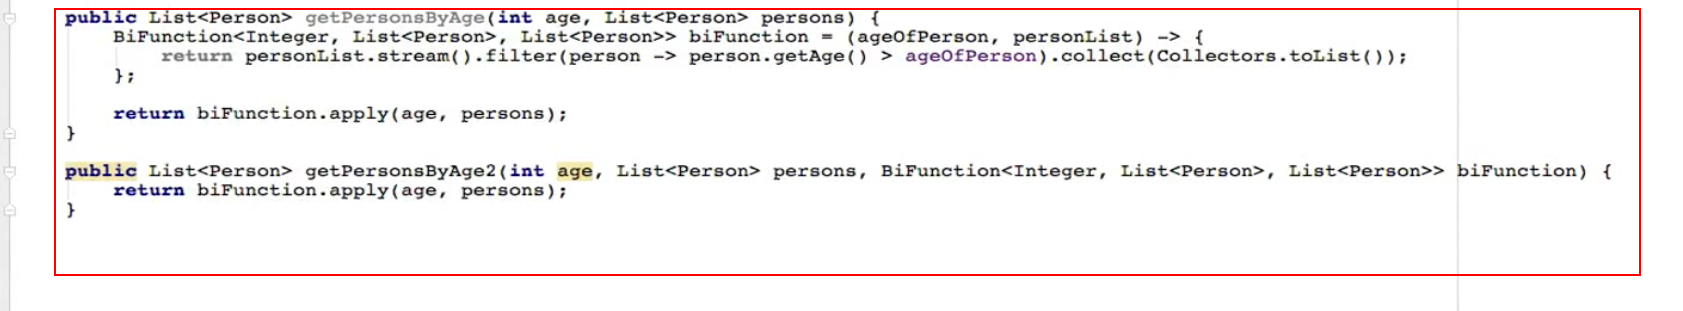 public List<Person> getPersonsByAge(int age, List<Person> persons) {
    BiFunction<Integer, List<Person>, List<Person>> biFunction = (ageOfPerson, personList) -> {
        return personList.stream().filter(person -> person.getAge() > ageOfPerson).collect(Collectors.toList());
    };
    return biFunction.apply(age, persons);
}
public List<Person> getPersonsByAge2(int age, List<Person> persons, BiFunction<Integer, List<Person>, List<Person>> biFunction) {
    return biFunction.apply(age, persons);
}